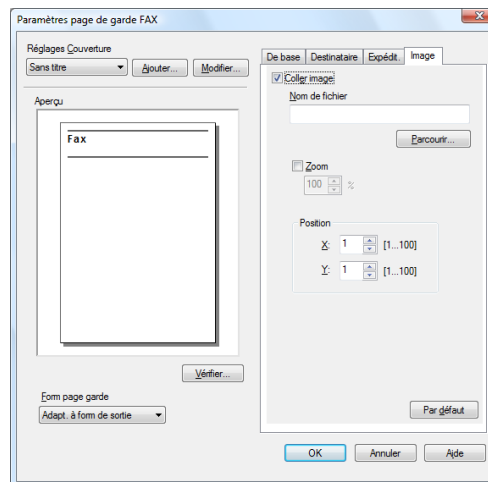 Paramètres page de garde FAX
Réglages Couverture
Sans titre
Ajouter...
Modifier...
Aperçu
Fax
Vérifier...
Form page garde
Adapt. à form de sortie
De base
Destinataire
Expédit.
Image
Coller image
Nom de fichier
Parcourir...
Zoom
100 %
Position
X: 1 [1...100]
Y: 1 [1...100]
Par défaut
OK
Annuler
Aide